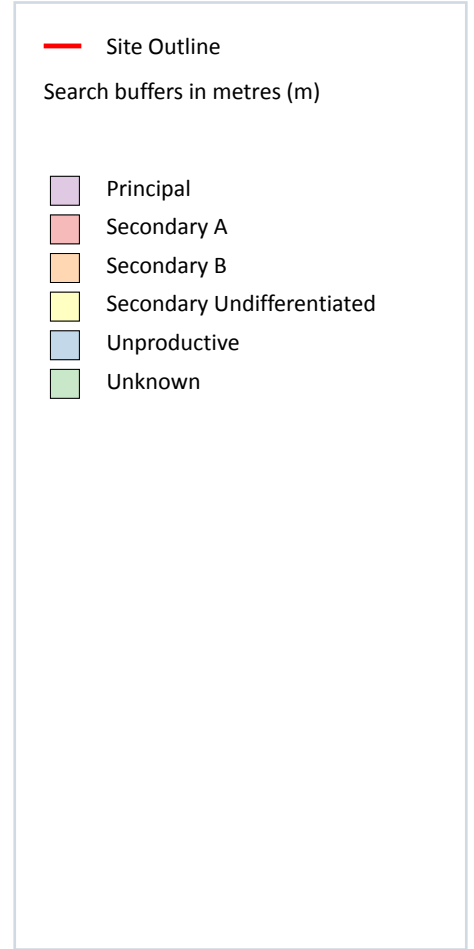 Site Outline
Search buffers in metres (m)
Principal
Secondary A
Secondary B
Secondary Undifferentiated
Unproductive
Unknown